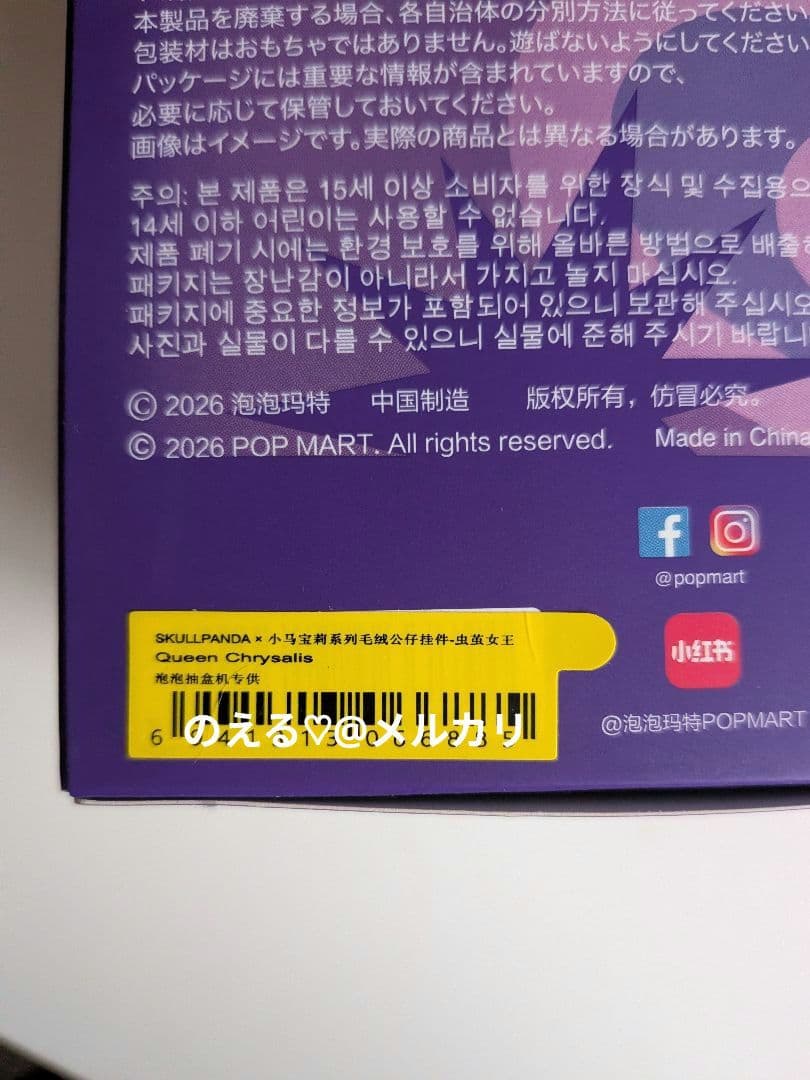 本製品を廃棄する場合、各自治体の分別方法に従ってください
包装材はおもちゃではありません。遊ばないようにしてください
パッケージには重要な情報が含まれていますので、
必要に応じて保管しておいてください。
画像はイメージです。実際の商品とは異なる場合があります。
주의: 본 제품은 15세 이상 소비자를 위한 장식 및 수집용으
14세 이하 어린이는 사용할 수 없습니다.
제품 폐기 시에는 환경 보호를 위해 올바른 방법으로 배출
패키지는 장난감이 아니라서 가지고 놀지 마십시오.
패키지에 중요한 정보가 포함되어 있으니 보관해 주십시오
사진과 실물이 다를 수 있으니 실물에 준해 주시기 바랍니
© 2026 泡泡玛特 中国制造 版权所有，仿冒必究。
© 2026 POP MART. All rights reserved. Made in China
@popmart
SKULLPANDA × 小马宝莉系列毛绒公仔挂件-虫茧女王
Queen Chrysalis
泡泡抽盒机专供
のえる♡@メルカリ
小红书
@泡泡玛特POPMART